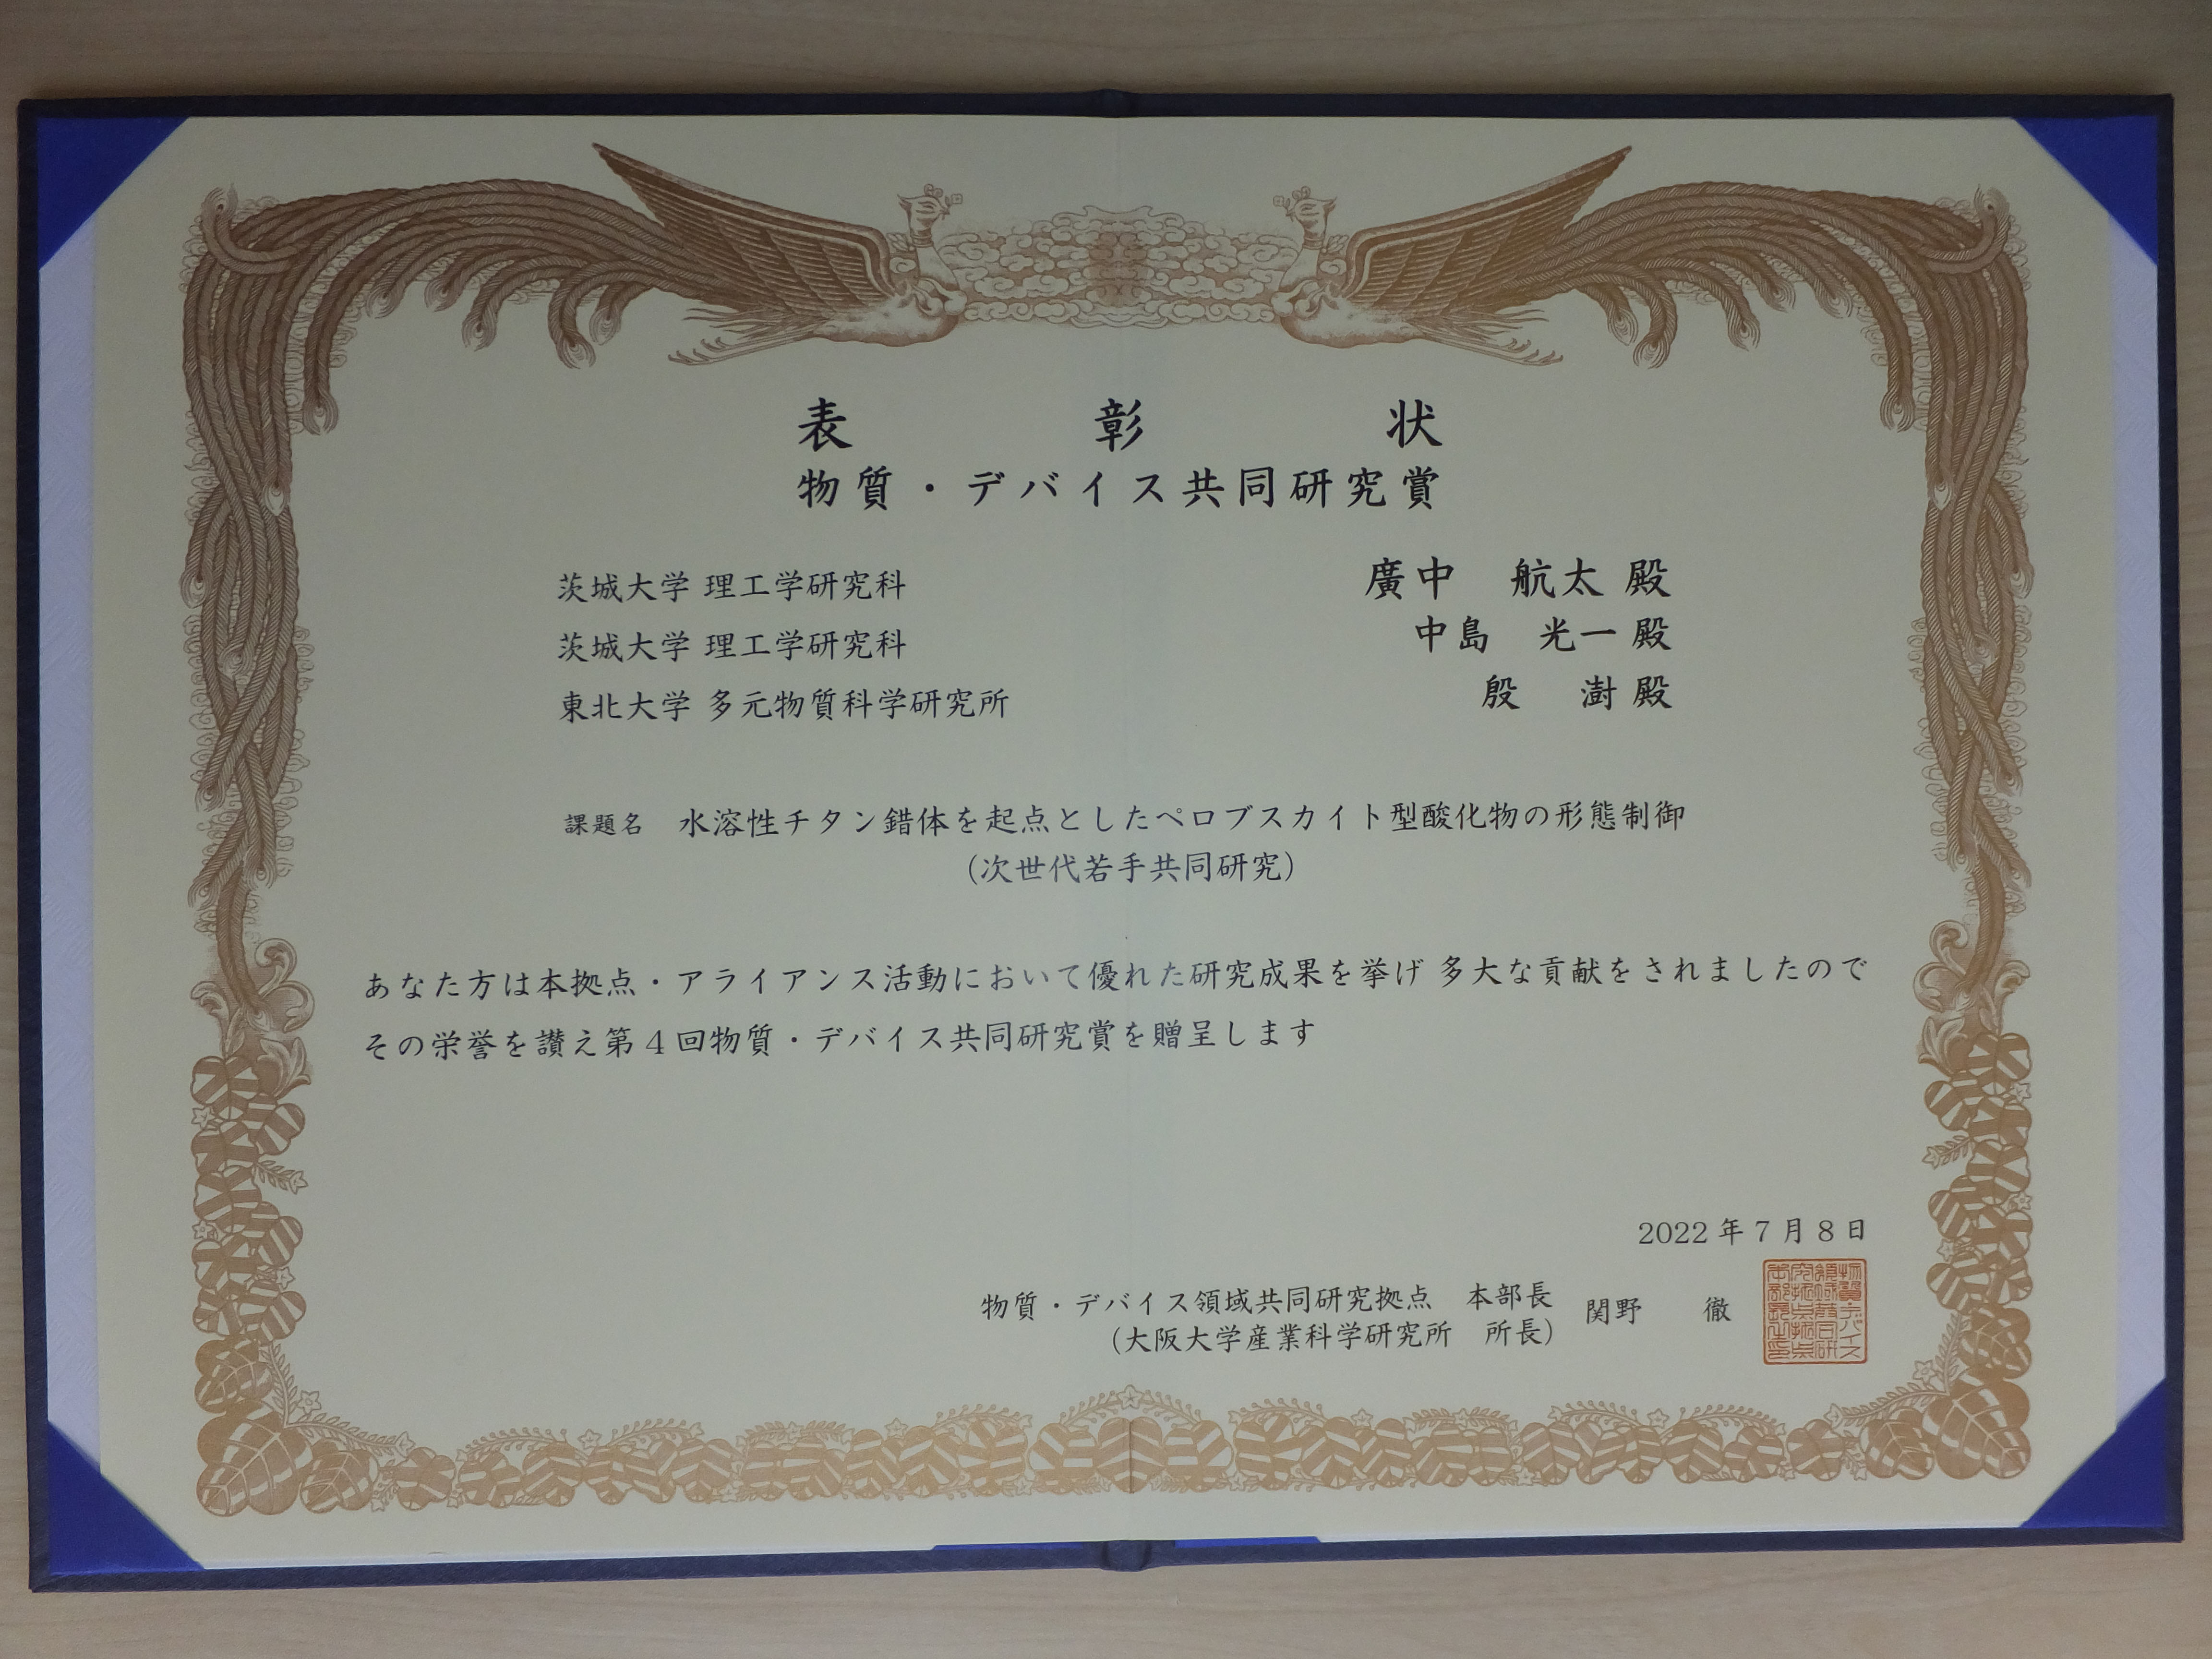 表彰状
物質・デバイス共同研究賞
茨城大学 理工学研究科 廣中 航太 殿
茨城大学 理工学研究科 中島 光一 殿
東北大学 多元物質科学研究所 殷 澍 殿
課題名 水溶性チタン錯体を起点としたペロブスカイト型酸化物の形態制御
(次世代若手共同研究)
あなた方は本拠点・アライアンス活動において優れた研究成果を挙げ 多大な貢献をされましたので
その栄誉を讃え第4回物質・デバイス共同研究賞を贈呈します
2022年7月8日
物質・デバイス領域共同研究拠点 本部長 関野 徹
(大阪大学産業科学研究所 所長)